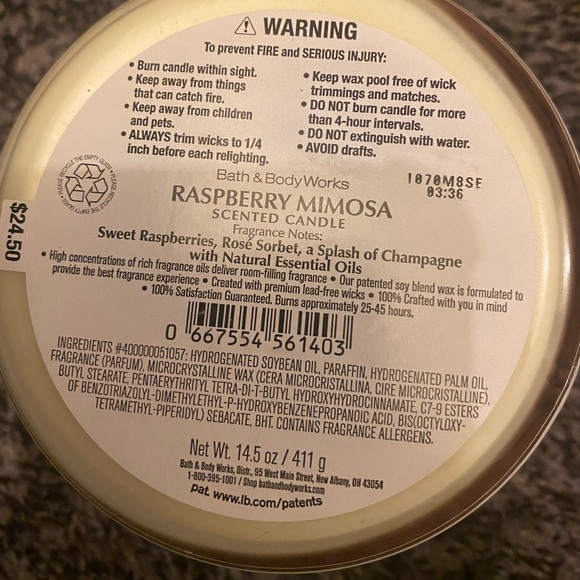 ⚠ WARNING
To prevent FIRE and SERIOUS INJURY:
• Burn candle within sight.
• Keep away from things
that can catch fire.
• Keep away from children
and pets.
• ALWAYS trim wicks to 1/4
inch before each relighting.
• Keep wax pool free of wick
trimmings and matches.
• DO NOT burn candle for more
than 4-hour intervals.
• DO NOT extinguish with water.
• AVOID drafts.
PLEASE RECYCLE THE EMPTY GLASS •
1070M8SE
03:36
$24.50
Bath & Body Works
RASPBERRY MIMOSA
SCENTED CANDLE
Fragrance Notes:
Sweet Raspberries, Rosé Sorbet, a Splash of Champagne
with Natural Essential Oils
• High concentrations of rich fragrance oils deliver room-filling fragrance • Our patented soy blend wax is formulated to
provide the best fragrance experience • Created with premium lead-free wicks • 100% Crafted with you in mind
• 100% Satisfaction Guaranteed. Burns approximately 25-45 hours.
0 667554 561403
INGREDIENTS #400000051057: HYDROGENATED SOYBEAN OIL, PARAFFIN, HYDROGENATED PALM OIL,
FRAGRANCE (PARFUM), MICROCRYSTALLINE WAX (CERA MICROCRISTALLINA, CIRE MICROCRISTALLINE),
BUTYL STEARATE, PENTAERYTHRITYL TETRA-DI-T-BUTYL HYDROXYHYDROCINNAMATE, C7-9 ESTERS
OF BENZOTRIAZOLYL-DIMETHYLETHYL-P-HYDROXYBENZENEPROPANOIC ACID, BIS(OCTYLOXY-
TETRAMETHYL-PIPERIDYL) SEBACATE, BHT. CONTAINS FRAGRANCE ALLERGENS.
Net Wt. 14.5 oz / 411 g
Bath & Body Works, Distr., 95 West Main Street, New Albany, OH 43054
1-800-395-1001 / Shop bathandbodyworks.com
pat. www.lb.com/patents